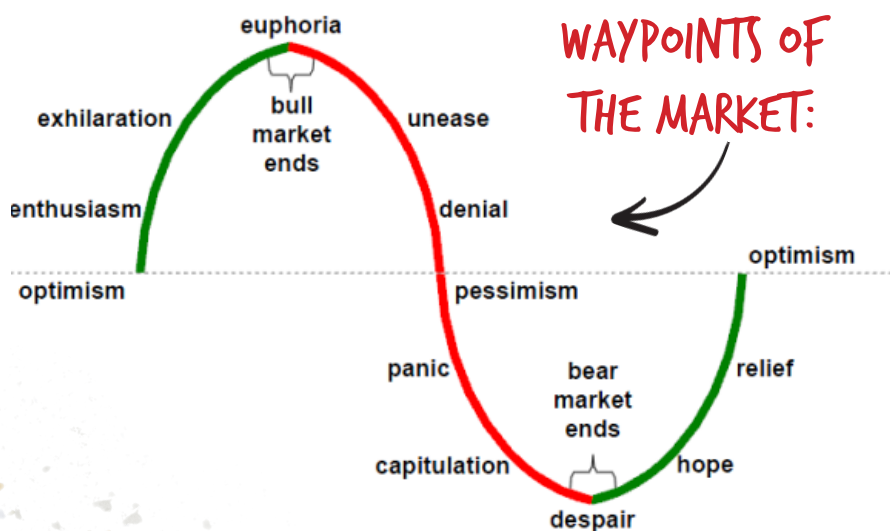 WAYPOINTS OF
THE MARKET:
euphoria
exhilaration
bull
market
ends
unease
enthusiasm
denial
optimism
optimism
pessimism
panic
bear
market
ends
relief
capitulation
hope
despair